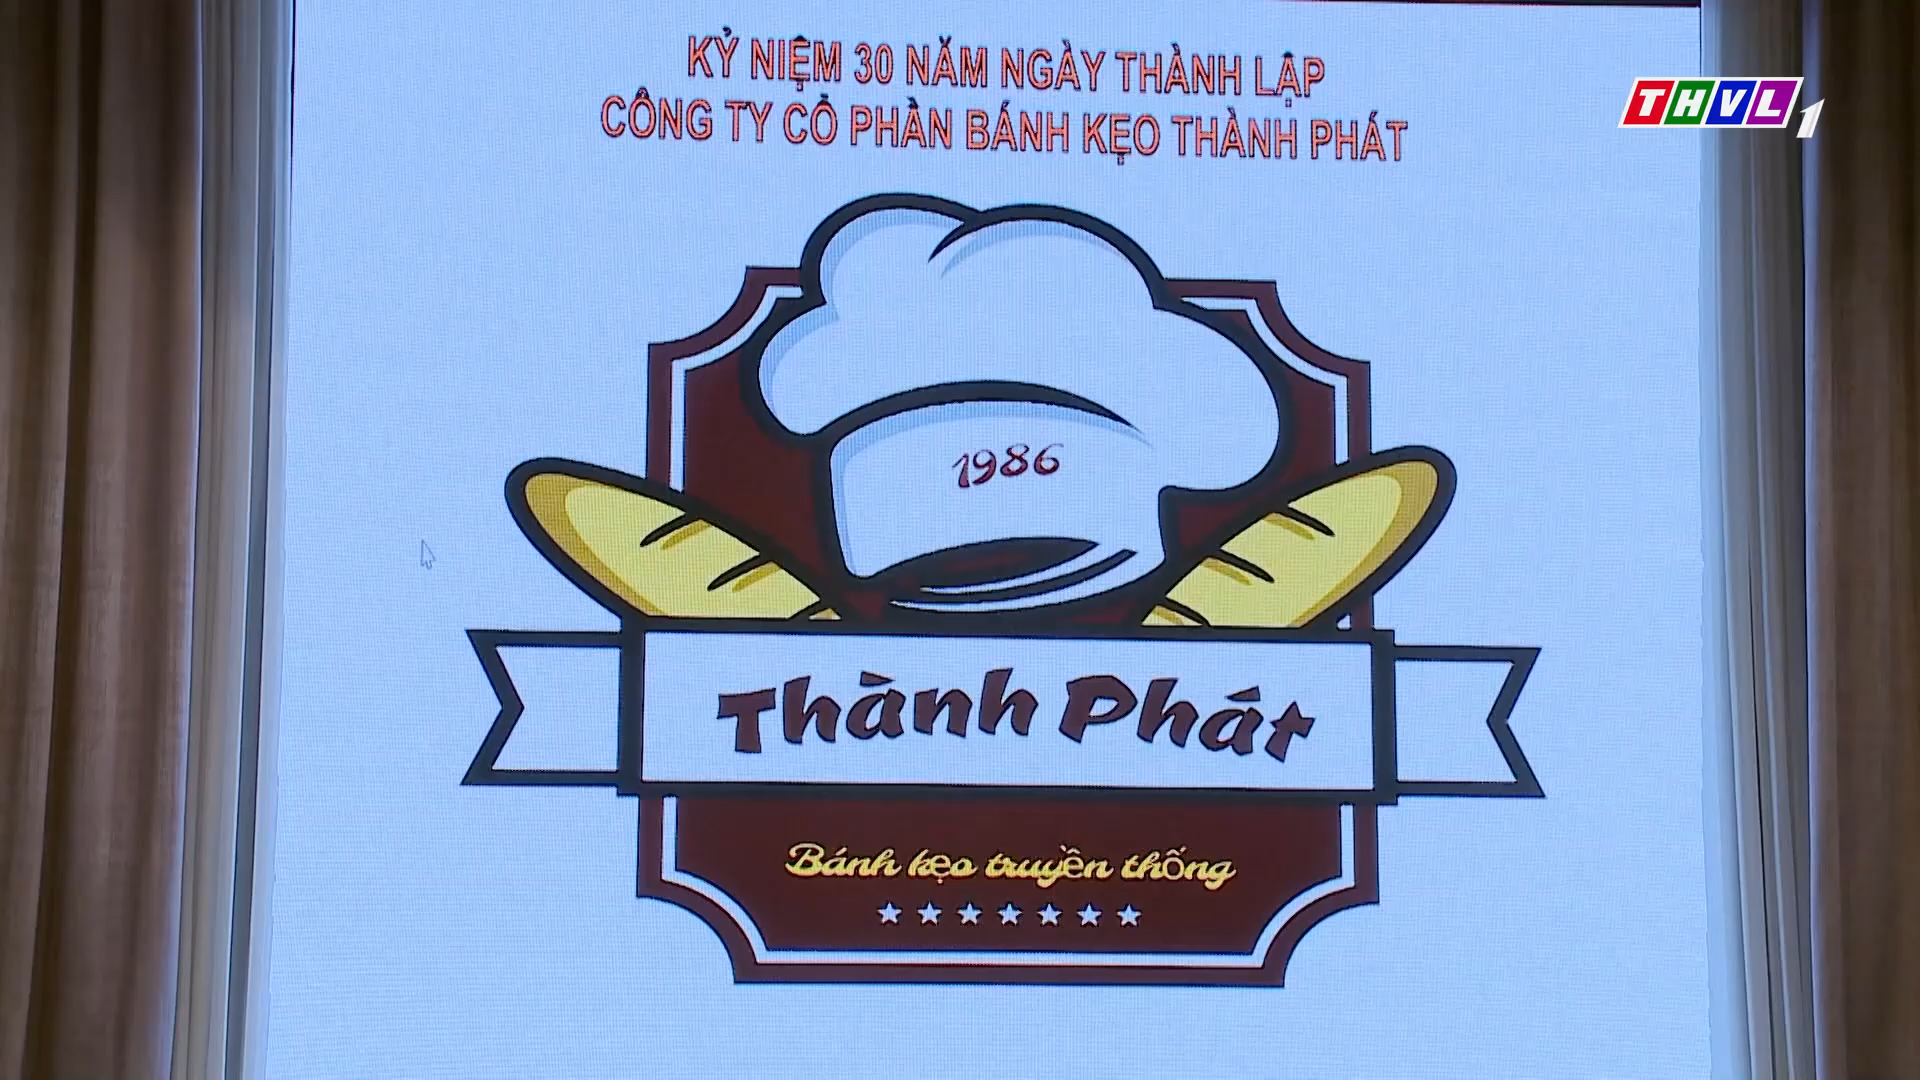 KỶ NIỆM 30 NĂM NGÀY THÀNH LẬP
CÔNG TY CỔ PHẦN BÁNH KẸO THÀNH PHÁT
THVL1
1986
Thành Phát
Bánh kẹo truyền thống